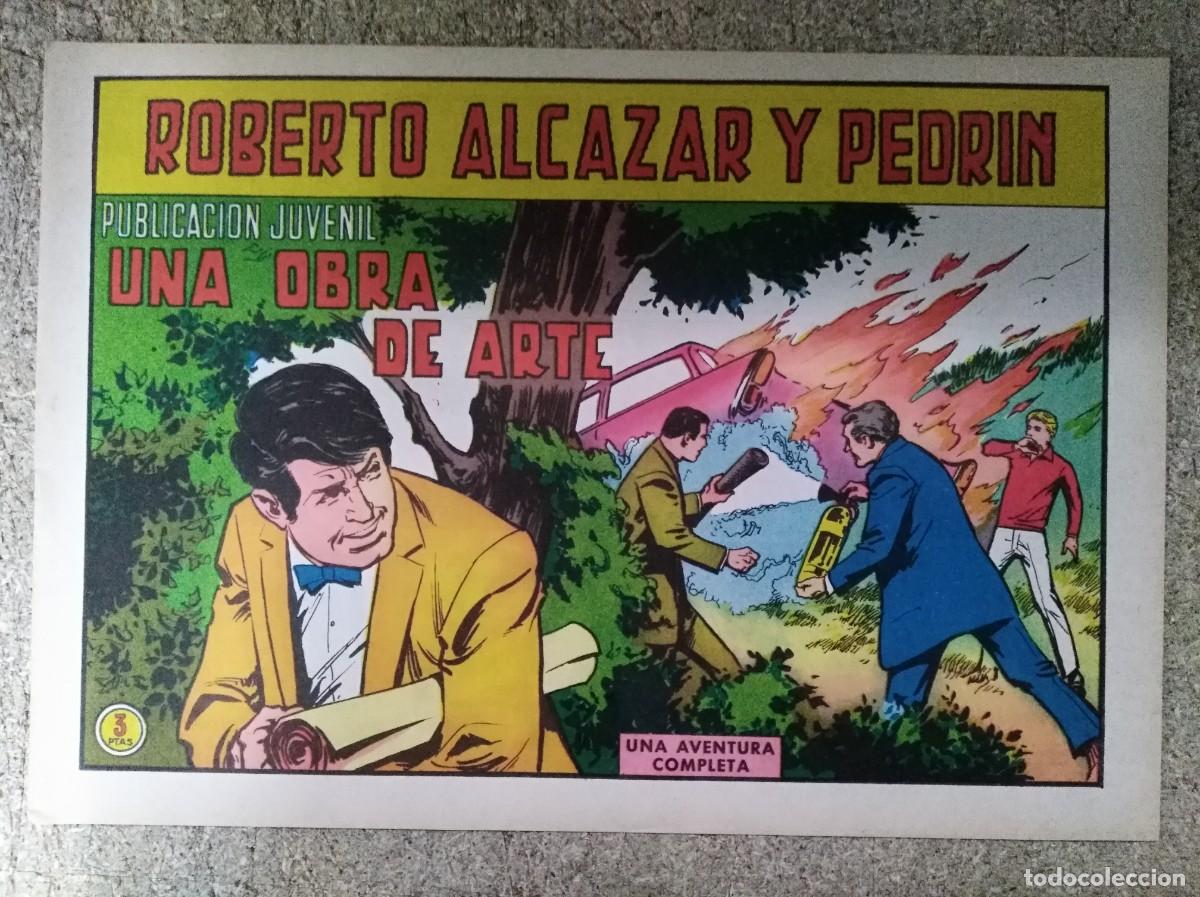 ROBERTO ALCAZAR Y PEDRIN
PUBLICACION JUVENIL
UNA OBRA
DE ARTE
3
PTAS
UNA AVENTURA
COMPLETA
todocoleccion